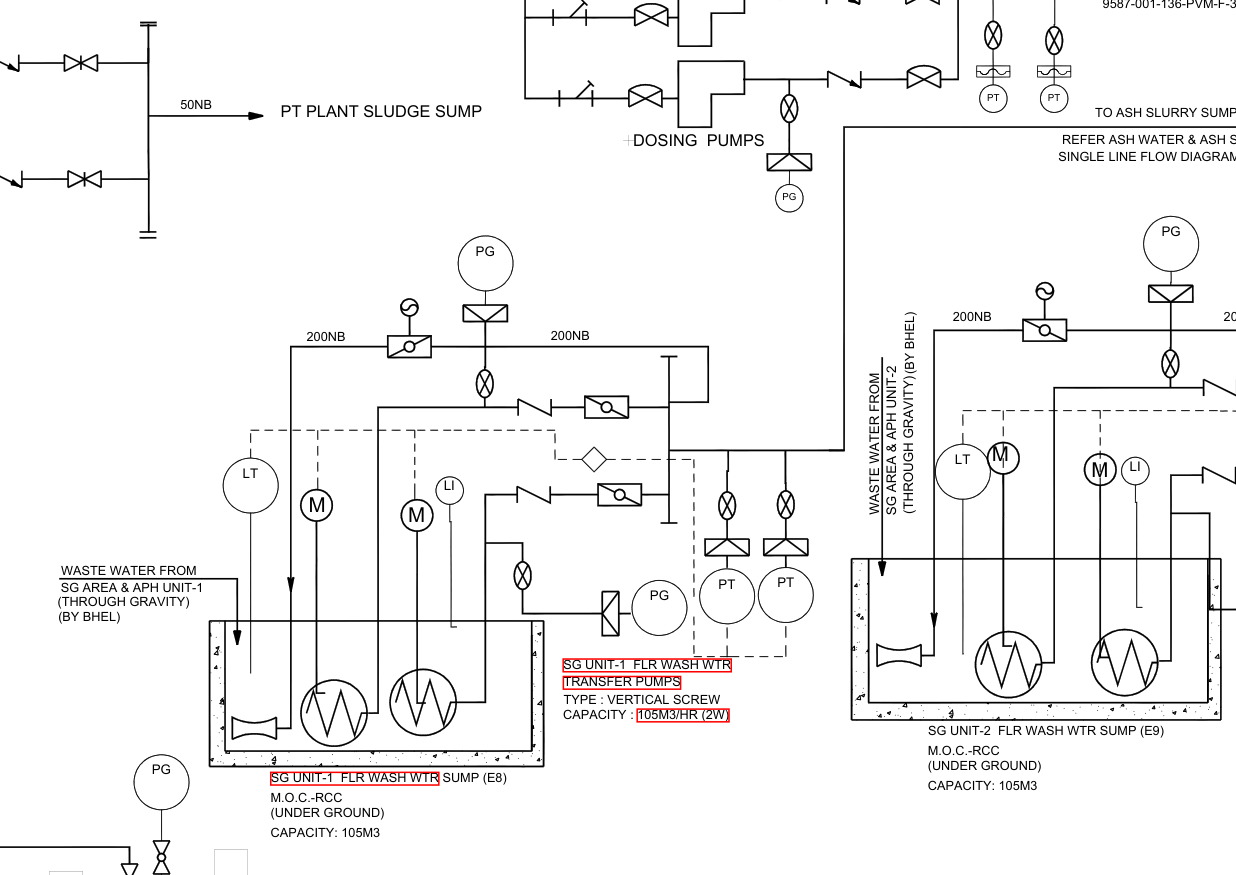 9587-001-136-PVM-F-3
50NB
PT PLANT SLUDGE SUMP
PT
PT
TO ASH SLURRY SUMP
DOSING PUMPS
REFER ASH WATER & ASH S
SINGLE LINE FLOW DIAGRAM
PG
PG
PG
200NB
200NB
200NB
20
WASTE WATER FROM
SG AREA & APH UNIT-2
(THROUGH GRAVITY)(BY BHEL)
LT
M
M
LI
LT
M
M
LI
WASTE WATER FROM
SG AREA & APH UNIT-1
(THROUGH GRAVITY)
(BY BHEL)
PG
PT
PT
SG UNIT-1 FLR WASH WTR
TRANSFER PUMPS
TYPE : VERTICAL SCREW
CAPACITY : 105M3/HR (2W)
SG UNIT-2 FLR WASH WTR SUMP (E9)
M.O.C.-RCC
(UNDER GROUND)
CAPACITY: 105M3
PG
SG UNIT-1 FLR WASH WTR SUMP (E8)
M.O.C.-RCC
(UNDER GROUND)
CAPACITY: 105M3